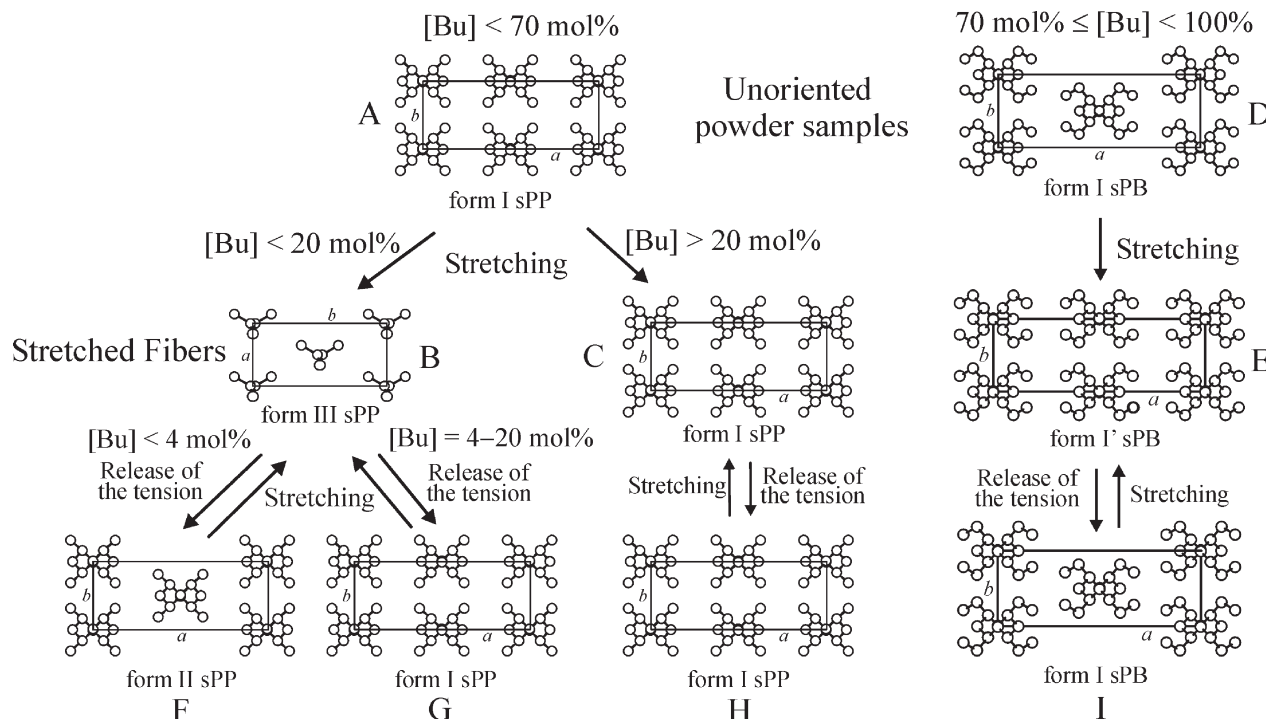 [Bu] < 70 mol%
70 mol% ≤ [Bu] < 100%
A
b
a
form I sPP
Unoriented
powder samples
D
b
a
form I sPB
[Bu] < 20 mol%
Stretching
[Bu] > 20 mol%
Stretching
Stretched Fibers
b
a
B
form III sPP
C
b
a
form I sPP
E
b
a
form I’ sPB
[Bu] < 4 mol%
Release of
the tension
Stretching
[Bu] = 4–20 mol%
Release of
the tension
Stretching
Release of
the tension
Release of
the tension
Stretching
b
a
form II sPP
F
b
a
form I sPP
G
b
a
form I sPP
H
b
a
form I sPB
I